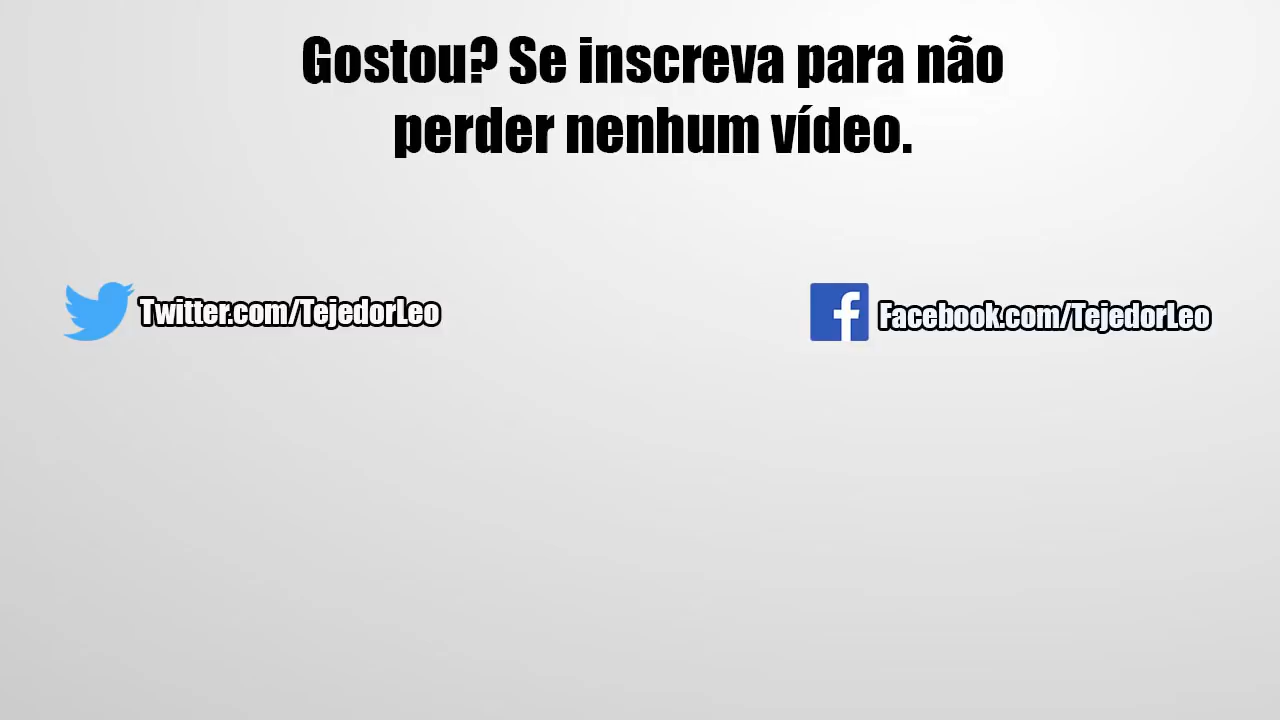 Gostou? Se inscreva para não
perder nenhum vídeo.
Twitter.com/TejedorLeo
Facebook.com/TejedorLeo